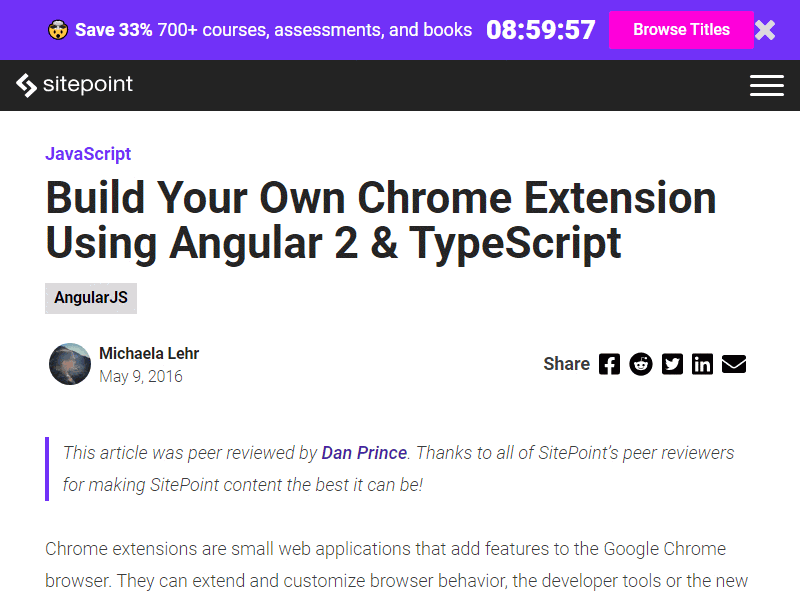 Save 33% 700+ courses, assessments, and books 08:59:57 Browse Titles
sitepoint
JavaScript
Build Your Own Chrome Extension
Using Angular 2 & TypeScript
AngularJS
Michaela Lehr
May 9, 2016
Share
This article was peer reviewed by Dan Prince. Thanks to all of SitePoint’s peer reviewers
for making SitePoint content the best it can be!
Chrome extensions are small web applications that add features to the Google Chrome
browser. They can extend and customize browser behavior, the developer tools or the new